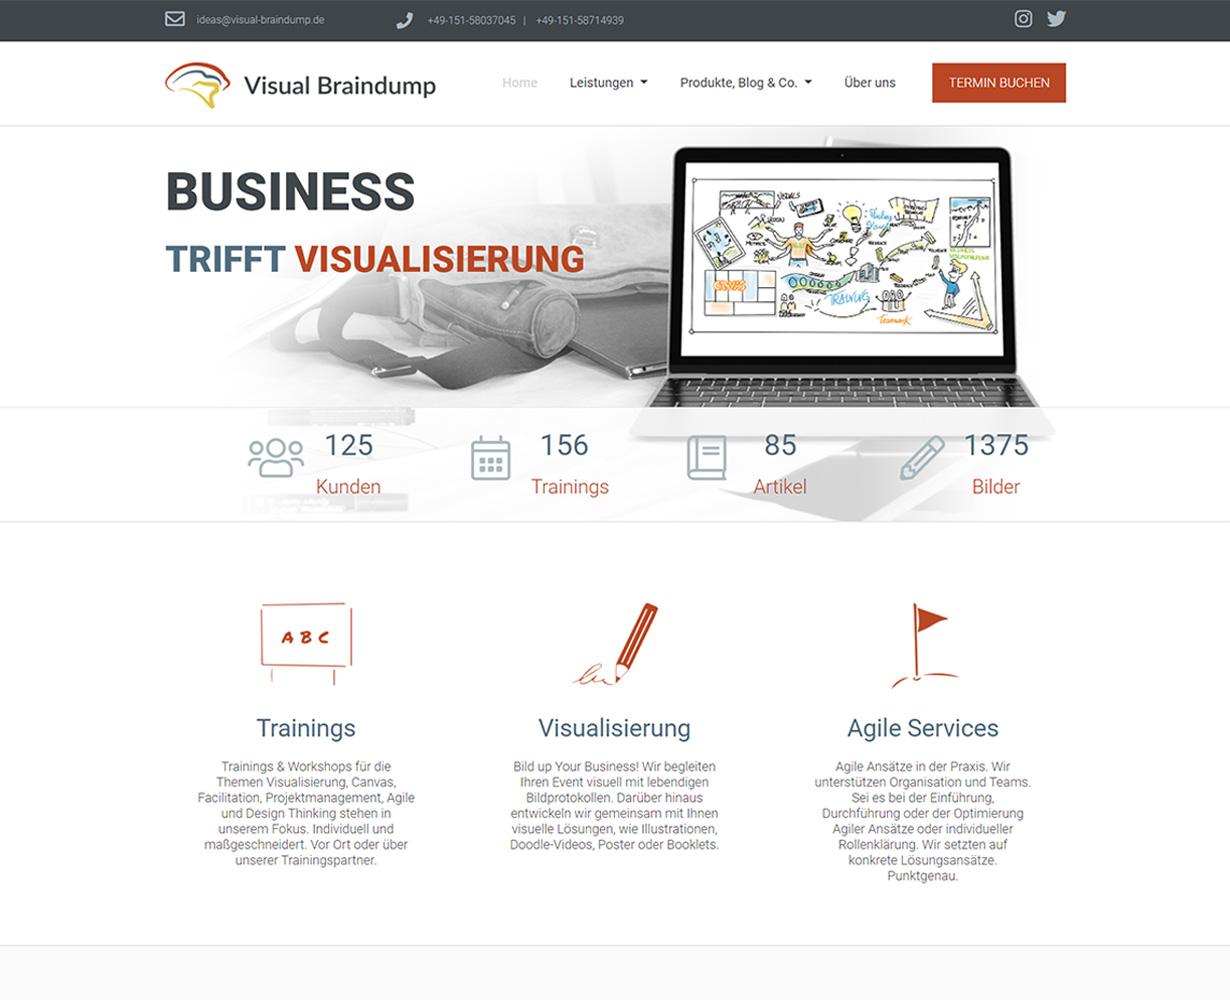 ideas@visual-braindump.de
+49-151-58037045 | +49-151-58714939
Visual Braindump
Home
Leistungen
Produkte, Blog & Co.
Über uns
TERMIN BUCHEN
BUSINESS
TRIFFT VISUALISIERUNG
CANVAS
TRAINING
Teamwork
125
Kunden
156
Trainings
85
Artikel
1375
Bilder
A B C
Trainings
Trainings & Workshops für die
Themen Visualisierung, Canvas,
Facilitation, Projektmanagement, Agile
und Design Thinking stehen in
unserem Fokus. Individuell und
maßgeschneidert. Vor Ort oder über
unserer Trainingspartner.
Visualisierung
Bild up Your Business! Wir begleiten
Ihren Event visuell mit lebendigen
Bildprotokollen. Darüber hinaus
entwickeln wir gemeinsam mit Ihnen
visuelle Lösungen, wie Illustrationen,
Doodle-Videos, Poster oder Booklets.
Agile Services
Agile Ansätze in der Praxis. Wir
unterstützen Organisation und Teams.
Sei es bei der Einführung,
Durchführung oder der Optimierung
Agiler Ansätze oder individueller
Rollenklärung. Wir setzten auf
konkrete Lösungsansätze.
Punktgenau.